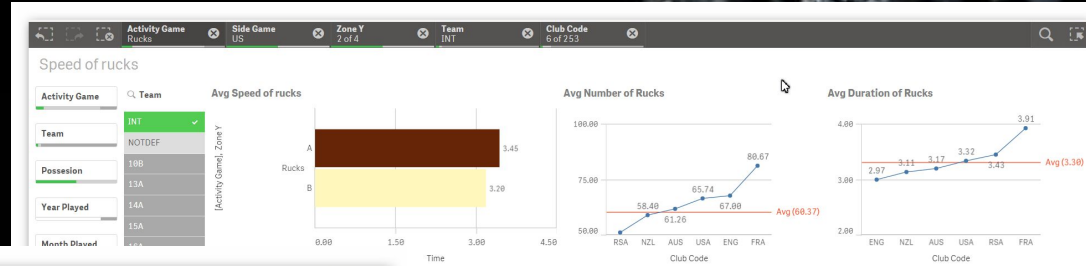 Activity Game
Rucks
Side Game
US
Zone Y
2 of 4
Team
INT
Club Code
6 of 253
Speed of rucks
Activity Game
Team
Possesion
Year Played
Month Played
Team
INT
NOTDEF
10B
13A
14A
15A
Avg Speed of rucks
[Activity Game], Zone Y
Rucks
A
B
3.45
3.20
0.00 1.50 3.00 4.50
Time
Avg Number of Rucks
100.00
75.00
50.00
58.40
61.26
65.74
67.00
80.67
Avg (60.37)
RSA NZL AUS USA ENG FRA
Club Code
Avg Duration of Rucks
4.00
3.00
2.00
2.97
3.11
3.17
3.32
3.43
3.91
Avg (3.30)
ENG NZL AUS USA RSA FRA
Club Code